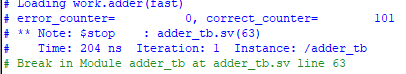 # Loading work.adder(fast)
# error_counter=          0, correct_counter=        101
# ** Note: $stop    : adder_tb.sv(63)
#    Time: 204 ns  Iteration: 1  Instance: /adder_tb
# Break in Module adder_tb at adder_tb.sv line 63